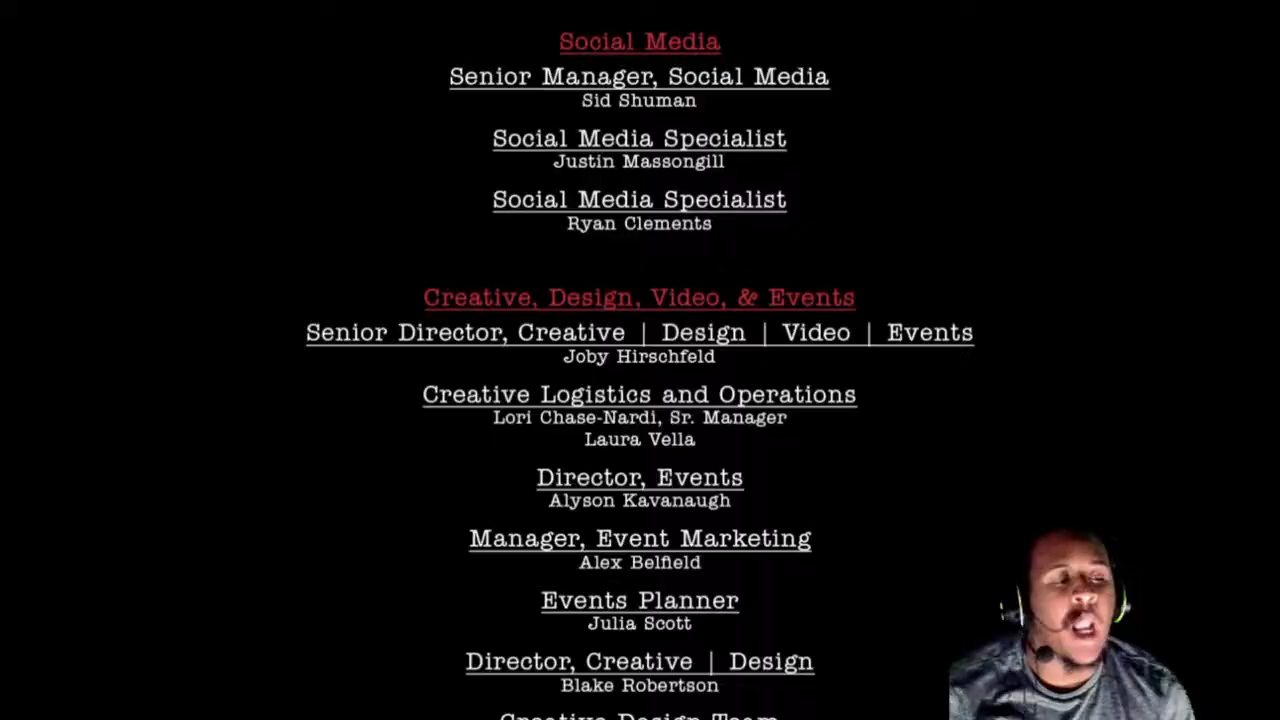 Social Media
Senior Manager, Social Media
Sid Shuman
Social Media Specialist
Justin Massongill
Social Media Specialist
Ryan Clements
Creative, Design, Video, & Events
Senior Director, Creative | Design | Video | Events
Joby Hirschfeld
Creative Logistics and Operations
Lori Chase-Nardi, Sr. Manager
Laura Vella
Director, Events
Alyson Kavanaugh
Manager, Event Marketing
Alex Belfield
Events Planner
Julia Scott
Director, Creative | Design
Blake Robertson
Creative Design Team